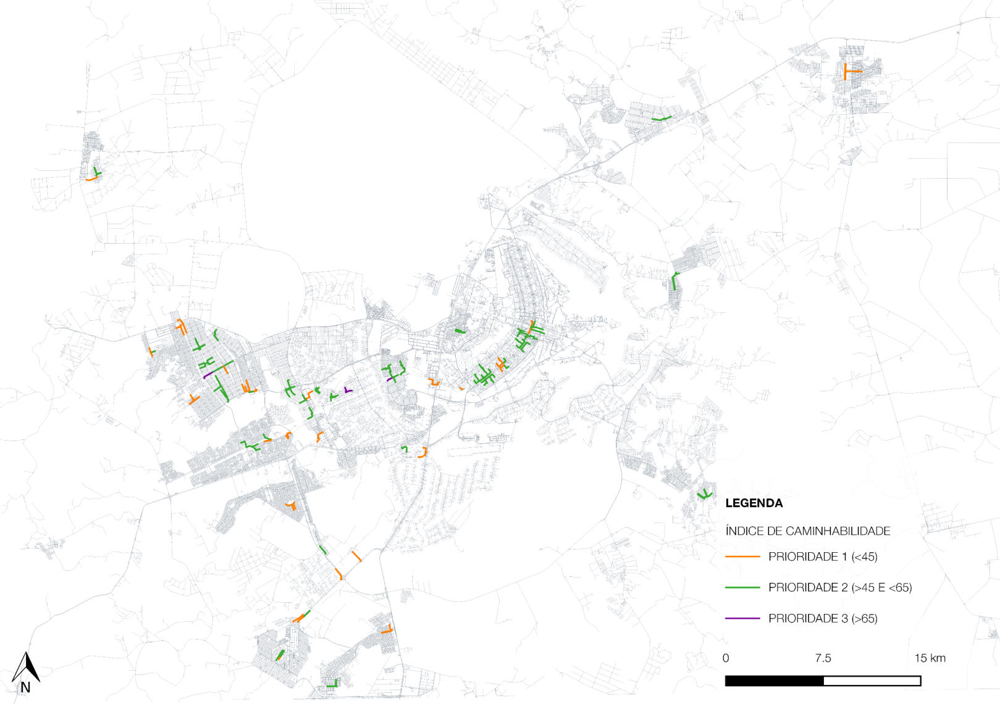 LEGENDA
ÍNDICE DE CAMINHABILIDADE
PRIORIDADE 1 (<45)
PRIORIDADE 2 (>45 E <65)
PRIORIDADE 3 (>65)
0 7.5 15 km
N